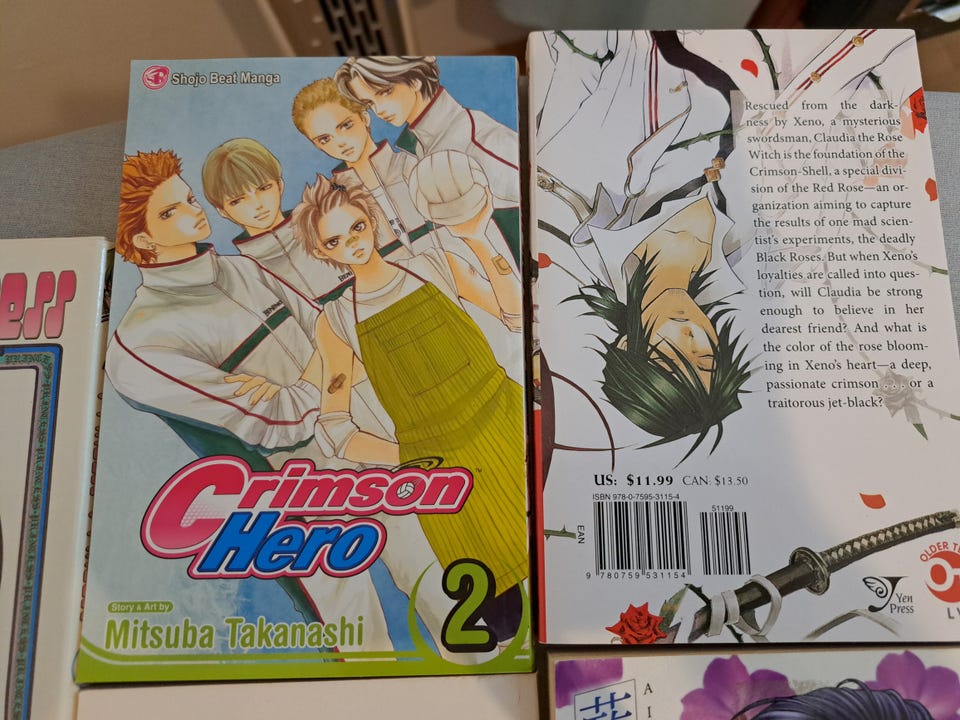 Shojo Beat Manga
Crimson
Hero
TM
Story & Art by
Mitsuba Takanashi
2
Rescued from the dark-
ness by Xeno, a mysterious
swordsman, Claudia the Rose
Witch is the foundation of the
Crimson-Shell, a special divi-
sion of the Red Rose—an or-
ganization aiming to capture
the results of one mad scien-
tist's experiments, the deadly
Black Roses. But when Xeno's
loyalties are called into ques-
tion, will Claudia be strong
enough to believe in her
dearest friend? And what is
the color of the rose bloom-
ing in Xeno's heart—a deep,
passionate crimson . . . or a
traitorous jet-black?
US: $11.99 CAN: $13.50
ISBN 978-0-7595-3115-4
51199
EAN
9 780759 531154
Yen
Press
OLDER